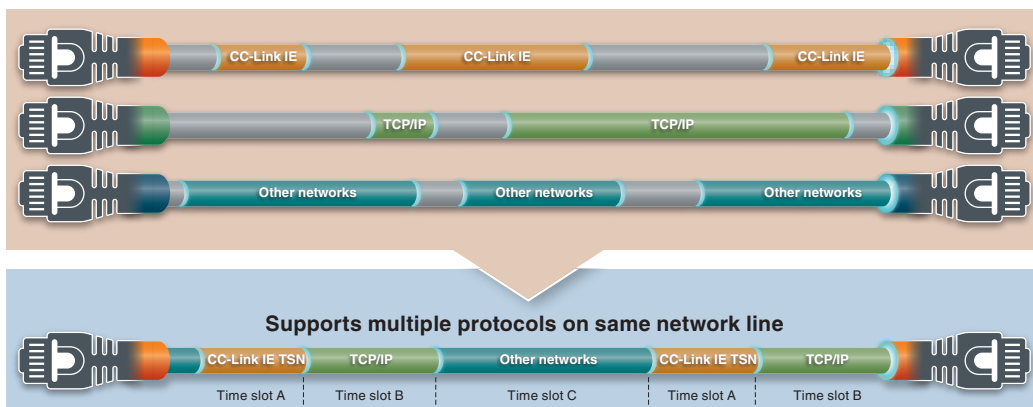 CC-Link IE CC-Link IE CC-Link IE
TCP/IP TCP/IP
Other networks Other networks Other networks
Supports multiple protocols on same network line
CC-Link IE TSN TCP/IP Other networks CC-Link IE TSN TCP/IP
Time slot A Time slot B Time slot C Time slot A Time slot B